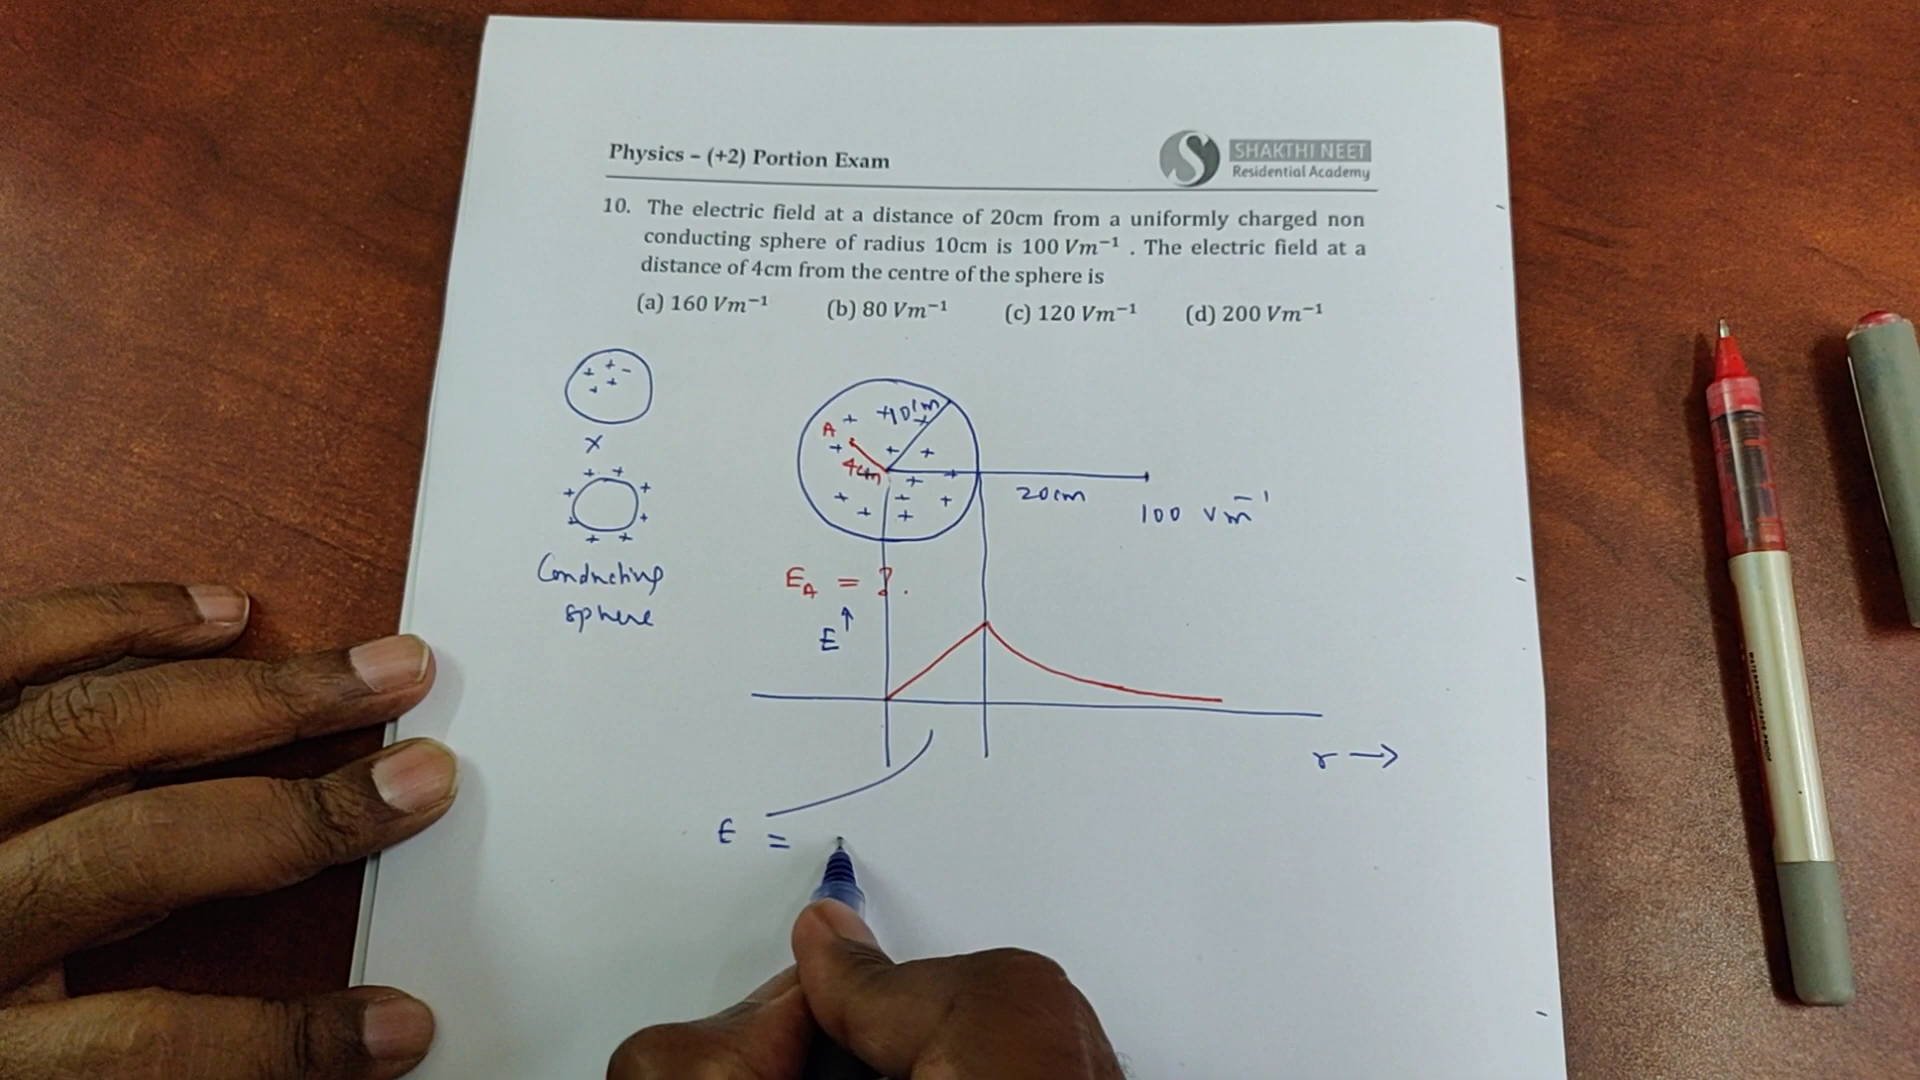 Physics – (+2) Portion Exam
S
SHAKTHI NEET
Residential Academy
10. The electric field at a distance of 20cm from a uniformly charged non
conducting sphere of radius 10cm is 100 Vm⁻¹ . The electric field at a
distance of 4cm from the centre of the sphere is
(a) 160 Vm⁻¹ (b) 80 Vm⁻¹ (c) 120 Vm⁻¹ (d) 200 Vm⁻¹
+ + - + +
x
+ + + + + + + +
Conducting
sphere
+ +10cm + A + + + 4cm + + + + + + +
20cm
100 Vm⁻¹
E_A = ?.
E ↑
r →
E =